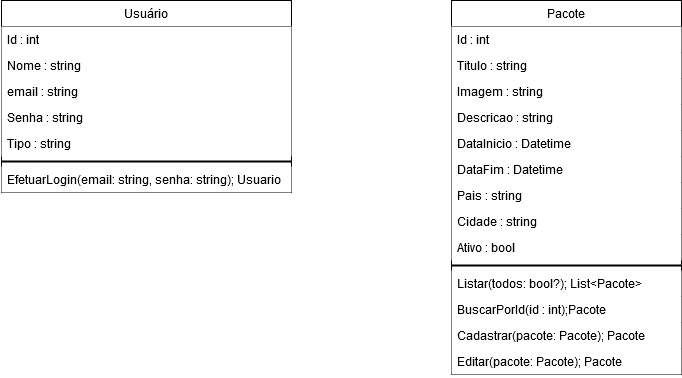 Usuário
Id : int
Nome : string
email : string
Senha : string
Tipo : string
EfetuarLogin(email: string, senha: string); Usuario
Pacote
Id : int
Titulo : string
Imagem : string
Descricao : string
DataInicio : Datetime
DataFim : Datetime
Pais : string
Cidade : string
Ativo : bool
Listar(todos: bool?); List<Pacote>
BuscarPorId(id : int);Pacote
Cadastrar(pacote: Pacote); Pacote
Editar(pacote: Pacote); Pacote